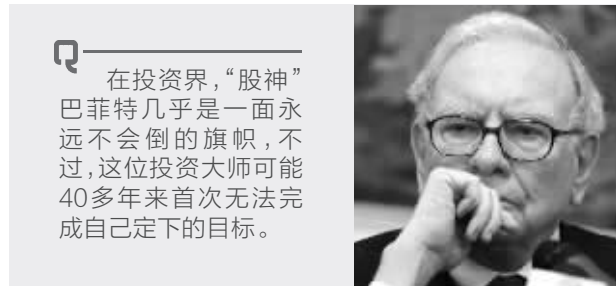 在投资界，“股神”
巴菲特几乎是一面永
远不会倒的旗帜，不
过，这位投资大师可能
40多年来首次无法完
成自己定下的目标。